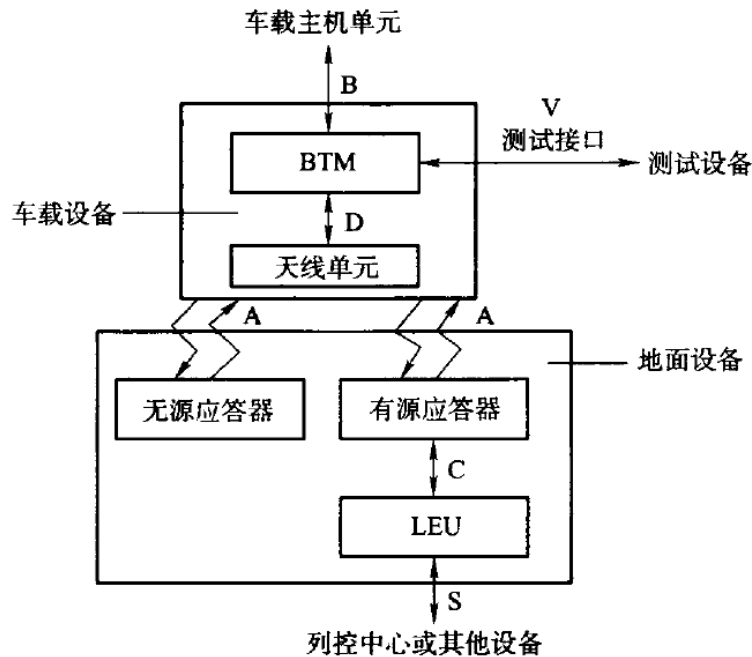 车载主机单元
B
V
测试接口
BTM
测试设备
车载设备
D
天线单元
A
A
地面设备
无源应答器
有源应答器
C
LEU
S
列控中心或其他设备